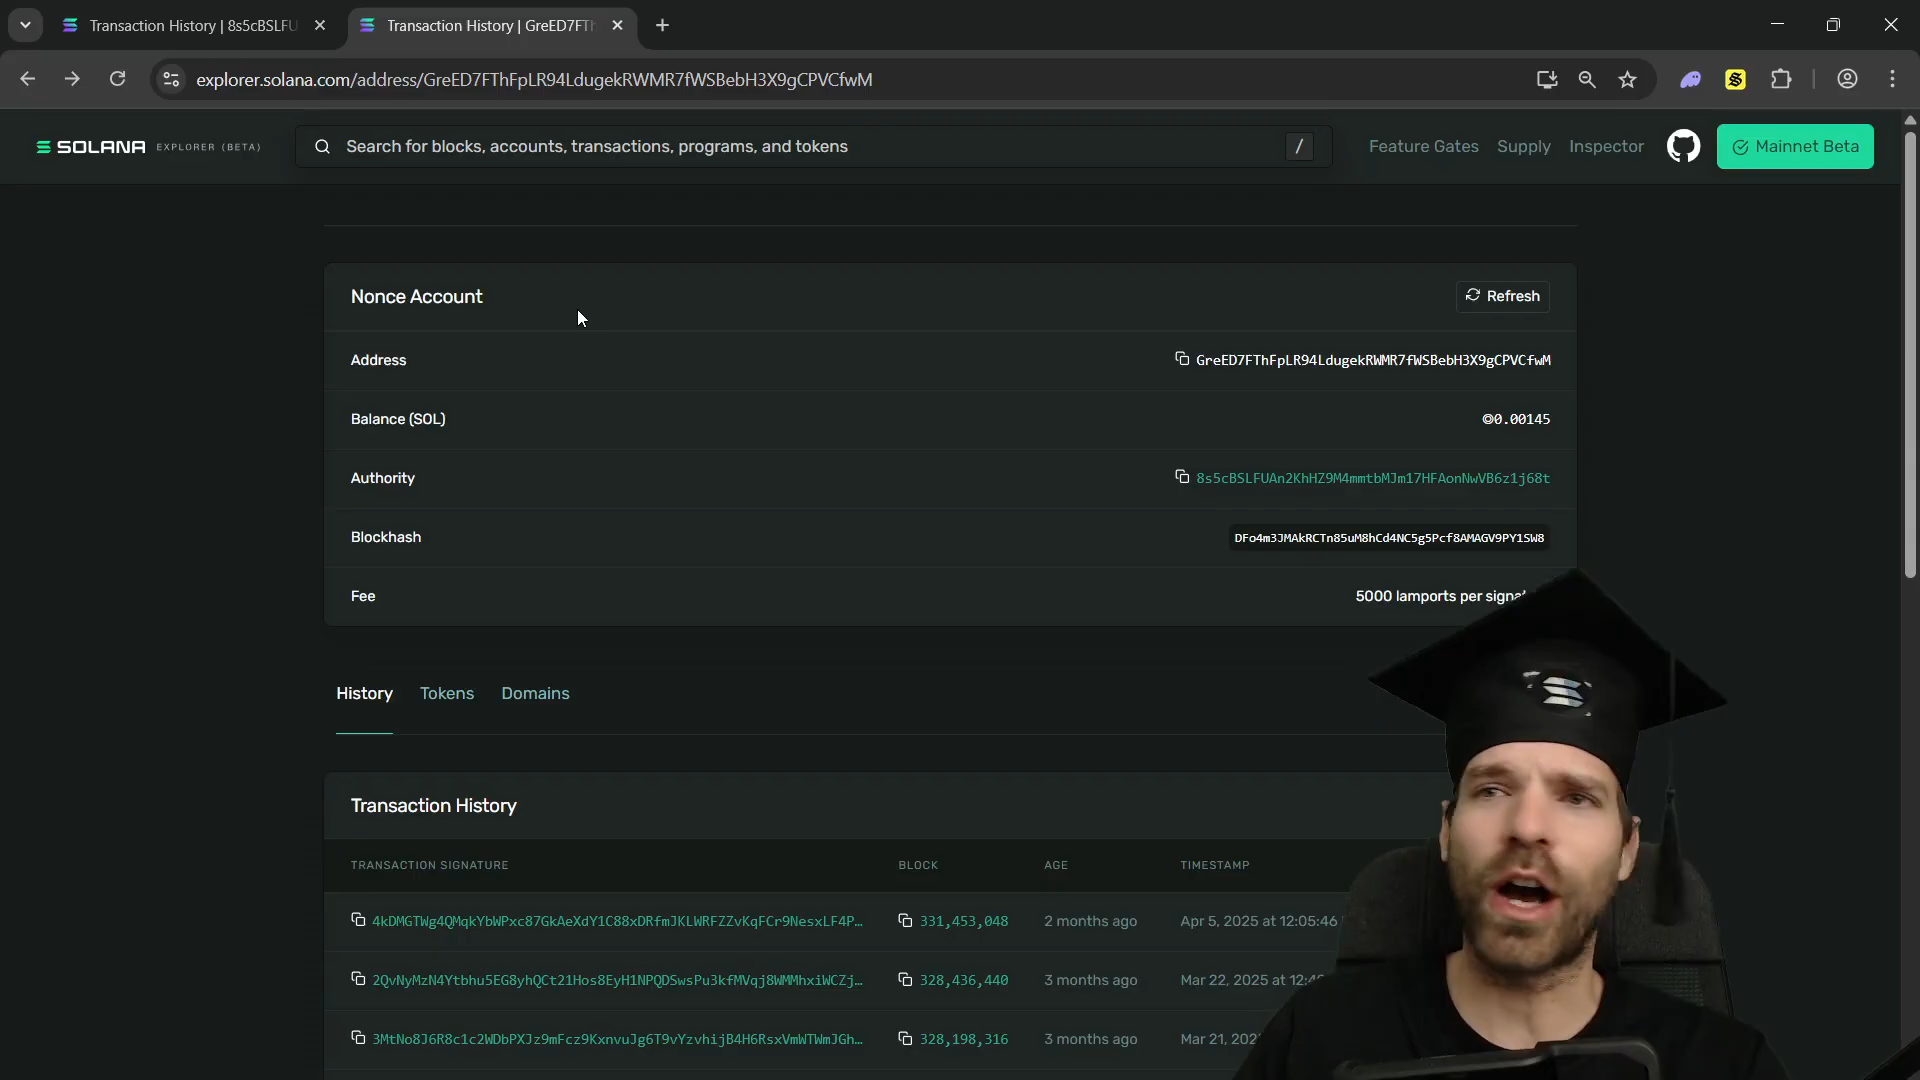 Transaction History | 8s5cBSLFU
Transaction History | GreED7FTh
explorer.solana.com/address/GreED7FThFpLR94LdugekRWMR7fWSBebH3X9gCPVCfwM
SOLANA EXPLORER (BETA)
Search for blocks, accounts, transactions, programs, and tokens
/
Feature Gates
Supply
Inspector
Mainnet Beta
Nonce Account
Refresh
Address
GreED7FThFpLR94LdugekRWMR7fWSBebH3X9gCPVCfwM
Balance (SOL)
◎0.00145
Authority
8s5cBSLFUAn2KhHZ9M4mmtbMJm17HFAonNwVB6z1j68t
Blockhash
DFo4m3JMAkRCTn85uM8hCd4NC5g5Pcf8AMAGV9PY1SW8
Fee
5000 lamports per signat
History
Tokens
Domains
Transaction History
TRANSACTION SIGNATURE
BLOCK
AGE
TIMESTAMP
4kDMGTWg4QMqkYbWPxc87GkAeXdY1C88xDRfmJKLWRFZZvKqFCr9NesxLF4P…
331,453,048
2 months ago
Apr 5, 2025 at 12:05:46
2QvNyMzN4Ytbhu5EG8yhQCt21Hos8EyH1NPQDSwsPu3kfMVqj8WMMhxiWCZj…
328,436,440
3 months ago
Mar 22, 2025 at 12:4
3MtNo8J6R8c1c2WDbPXJz9mFcz9KxnvuJg6T9vYzvhijB4H6RsxVmWTWmJGh…
328,198,316
3 months ago
Mar 21, 202